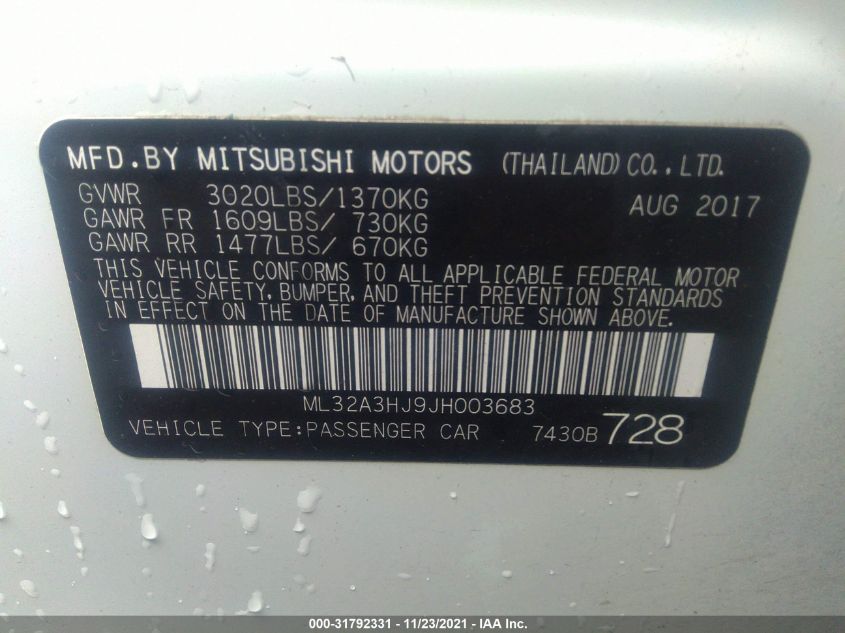 MFD.BY MITSUBISHI MOTORS (THAILAND) CO., LTD.
GVWR 3020LBS/1370KG AUG 2017
GAWR FR 1609LBS/ 730KG
GAWR RR 1477LBS/ 670KG
THIS VEHICLE CONFORMS TO ALL APPLICABLE FEDERAL MOTOR
VEHICLE SAFETY, BUMPER, AND THEFT PREVENTION STANDARDS
IN EFFECT ON THE DATE OF MANUFACTURE SHOWN ABOVE.
ML32A3HJ9JH003683
VEHICLE TYPE:PASSENGER CAR 7430B 728
000-31792331 - 11/23/2021 - IAA Inc.